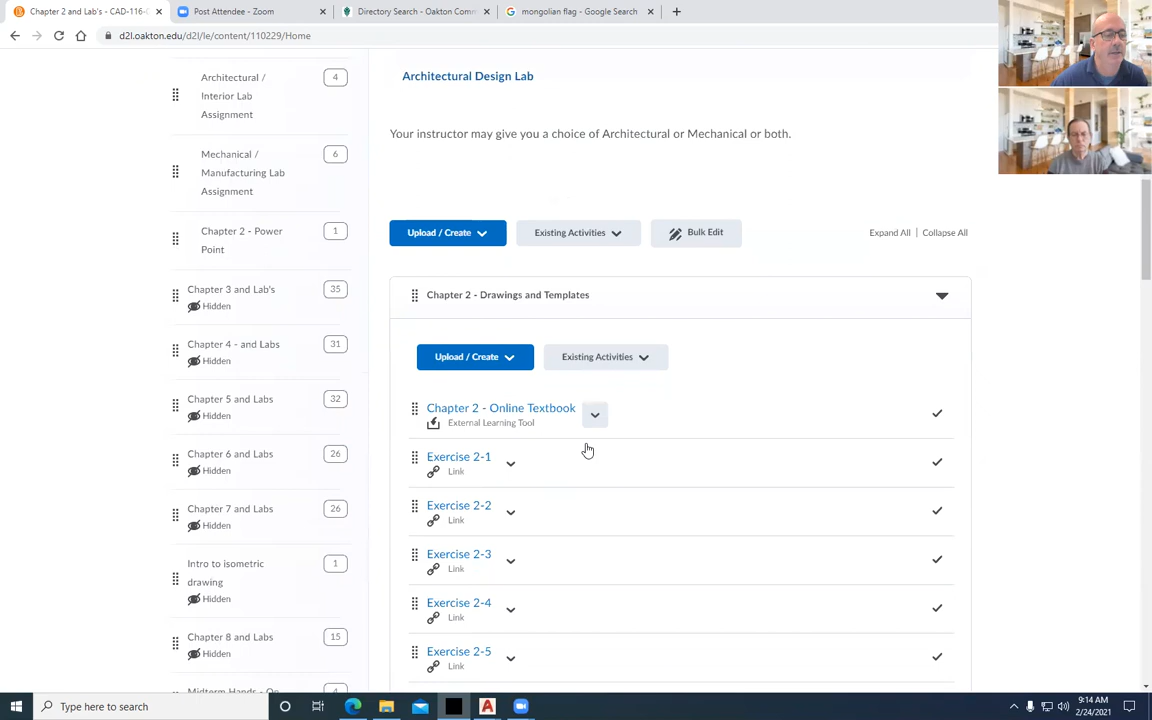 Chapter 2 and Lab's - CAD-116-
Post Attendee - Zoom
Directory Search - Oakton Comm
mongolian flag - Google Search
d2l.oakton.edu/d2l/le/content/110229/Home
Architectural /
Interior Lab
Assignment
4
Mechanical /
Manufacturing Lab
Assignment
6
Chapter 2 - Power
Point
1
Chapter 3 and Lab's
35
Hidden
Chapter 4 - and Labs
31
Hidden
Chapter 5 and Labs
32
Hidden
Chapter 6 and Labs
26
Hidden
Chapter 7 and Labs
26
Hidden
Intro to isometric
drawing
1
Hidden
Chapter 8 and Labs
15
Hidden
Midterm Hands - On
4
Architectural Design Lab
Your instructor may give you a choice of Architectural or Mechanical or both.
Upload / Create
Existing Activities
Bulk Edit
Expand All | Collapse All
Chapter 2 - Drawings and Templates
Upload / Create
Existing Activities
Chapter 2 - Online Textbook
External Learning Tool
Exercise 2-1
Link
Exercise 2-2
Link
Exercise 2-3
Link
Exercise 2-4
Link
Exercise 2-5
Link
Type here to search
9:14 AM
2/24/2021